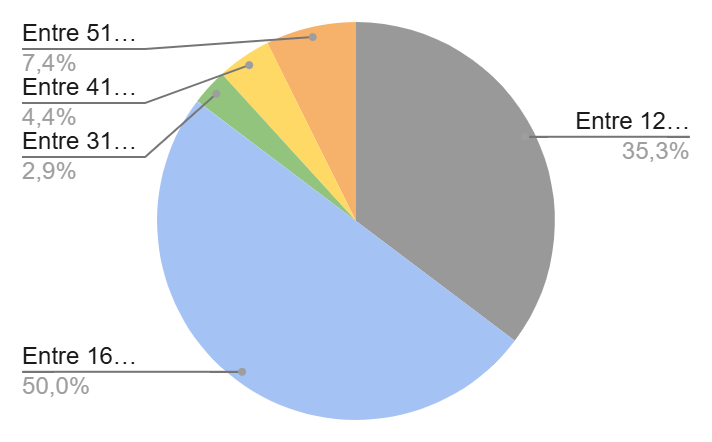 Entre 51…
7,4%
Entre 41…
4,4%
Entre 31…
2,9%
Entre 12…
35,3%
Entre 16…
50,0%